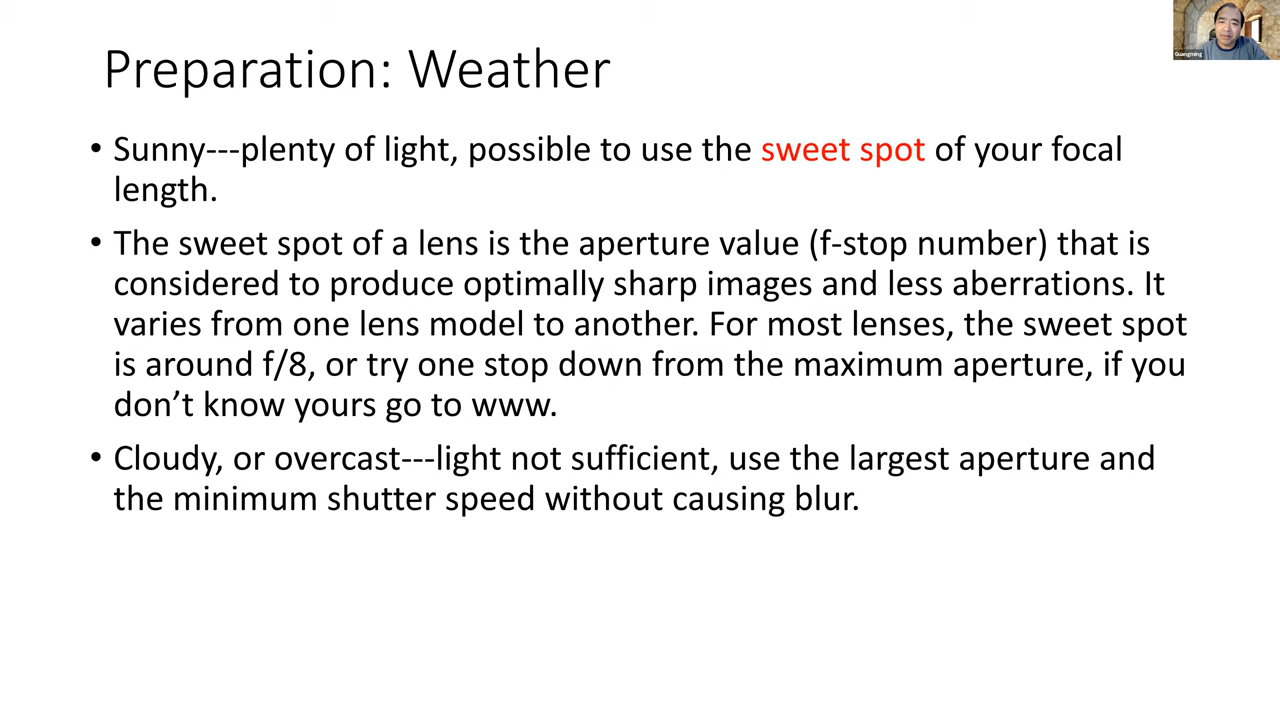 Preparation: Weather
Guangming
• Sunny---plenty of light, possible to use the sweet spot of your focal
length.
• The sweet spot of a lens is the aperture value (f-stop number) that is
considered to produce optimally sharp images and less aberrations. It
varies from one lens model to another. For most lenses, the sweet spot
is around f/8, or try one stop down from the maximum aperture, if you
don’t know yours go to www.
• Cloudy, or overcast---light not sufficient, use the largest aperture and
the minimum shutter speed without causing blur.